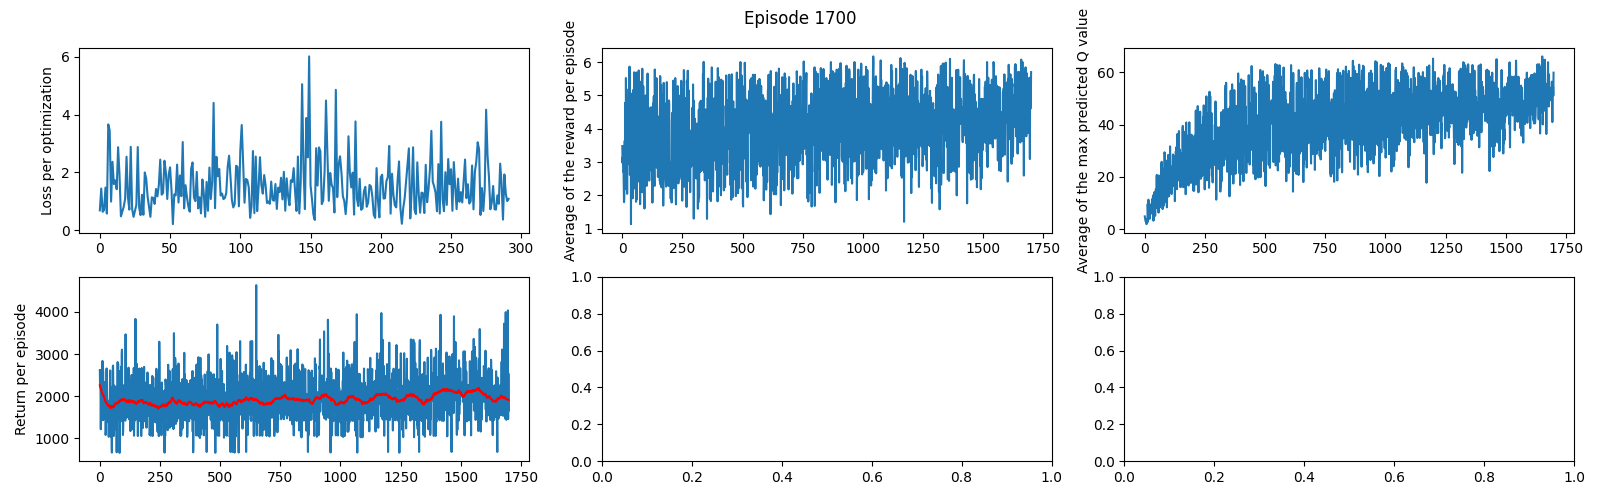 Episode 1700
Loss per optimization
6
4
2
0
0 50 100 150 200 250 300
Average of the reward per episode
6
5
4
3
2
1
0 250 500 750 1000 1250 1500 1750
Average of the max predicted Q value
60
40
20
0
0 250 500 750 1000 1250 1500 1750
Return per episode
4000
3000
2000
1000
0 250 500 750 1000 1250 1500 1750
1.0
0.8
0.6
0.4
0.2
0.0
0.0 0.2 0.4 0.6 0.8 1.0
1.0
0.8
0.6
0.4
0.2
0.0
0.0 0.2 0.4 0.6 0.8 1.0